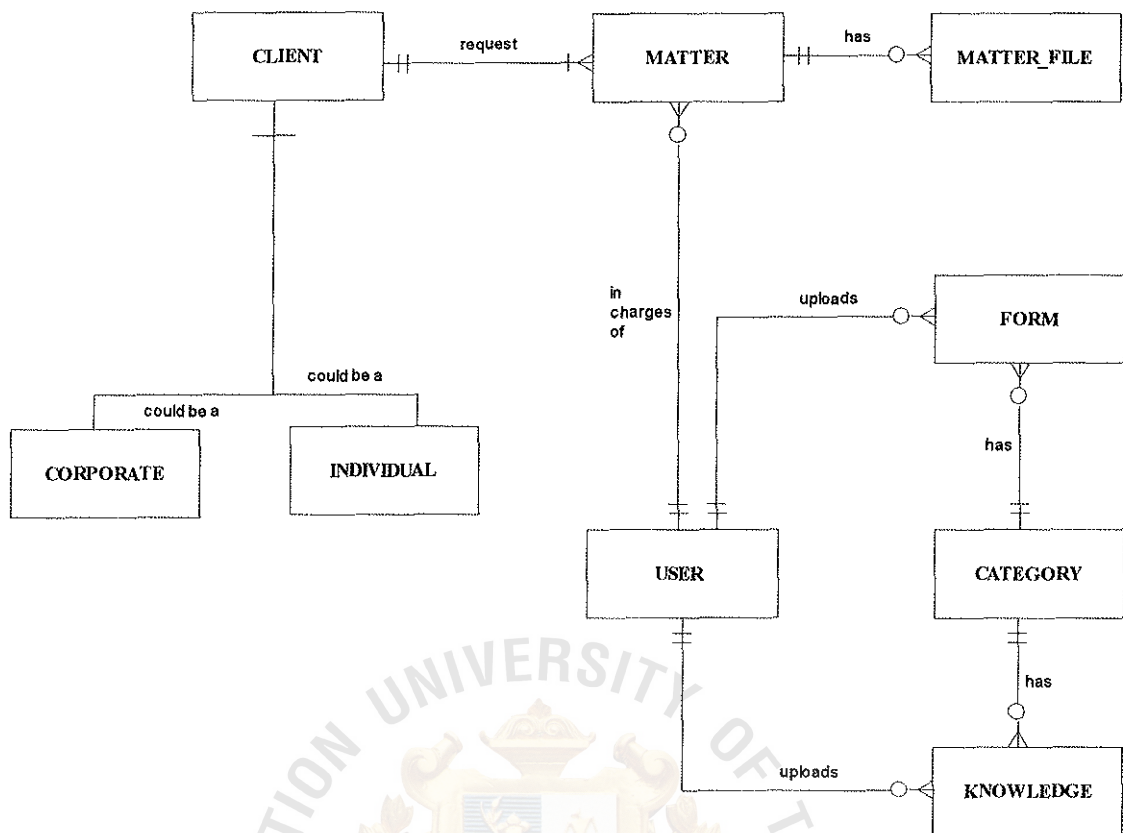 CLIENT
request
MATTER
has
MATTER_FILE
in
charges
of
uploads
FORM
could be a
could be a
CORPORATE
INDIVIDUAL
has
USER
CATEGORY
has
uploads
KNOWLEDGE
UNIVERSITY OF